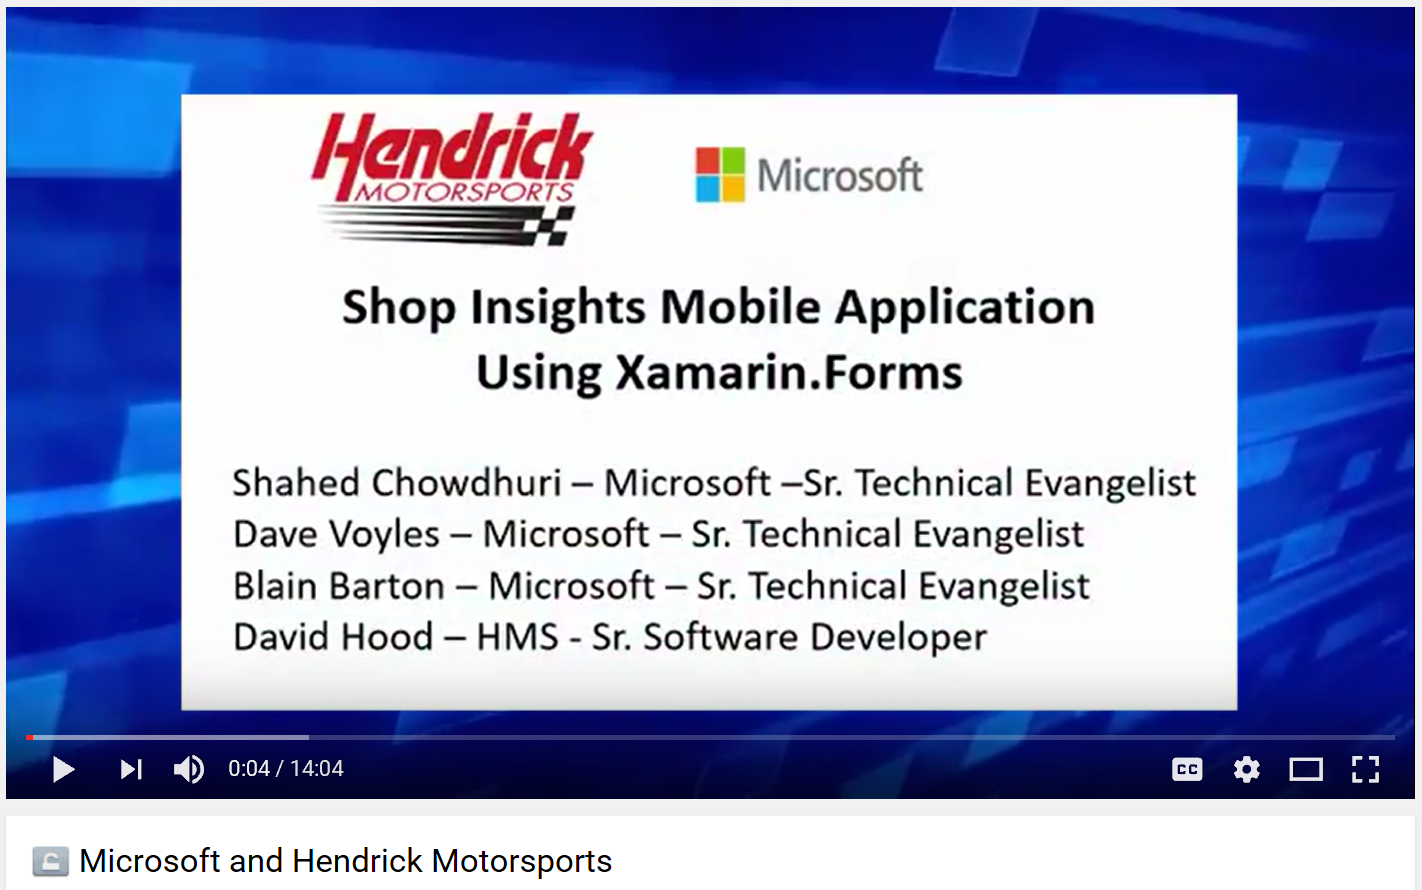 Hendrick
MOTORSPORTS
Microsoft
Shop Insights Mobile Application
Using Xamarin.Forms
Shahed Chowdhuri – Microsoft –Sr. Technical Evangelist
Dave Voyles – Microsoft – Sr. Technical Evangelist
Blain Barton – Microsoft – Sr. Technical Evangelist
David Hood – HMS - Sr. Software Developer
0:04 / 14:04
CC
Microsoft and Hendrick Motorsports